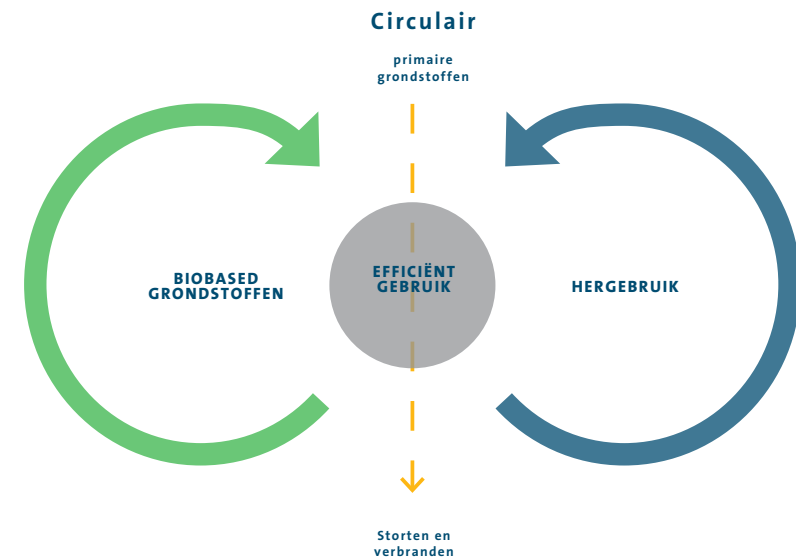 Circulair
primaire
grondstoffen
BIOBASED
GRONDSTOFFEN
EFFICIËNT
GEBRUIK
HERGEBRUIK
Storten en
verbranden